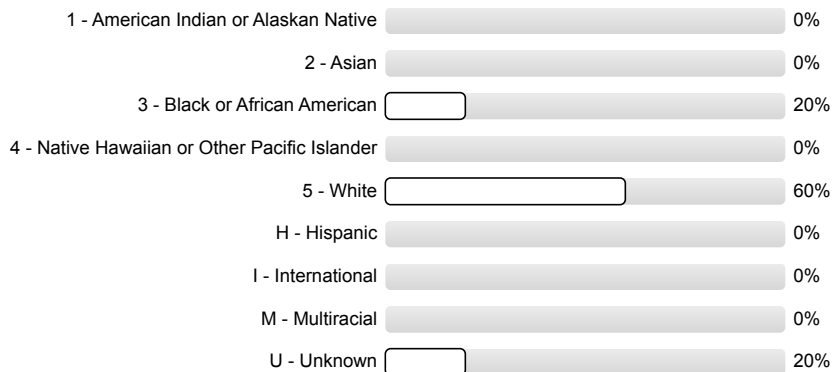 1 - American Indian or Alaskan Native 0%
2 - Asian 0%
3 - Black or African American 20%
4 - Native Hawaiian or Other Pacific Islander 0%
5 - White 60%
H - Hispanic 0%
I - International 0%
M - Multiracial 0%
U - Unknown 20%